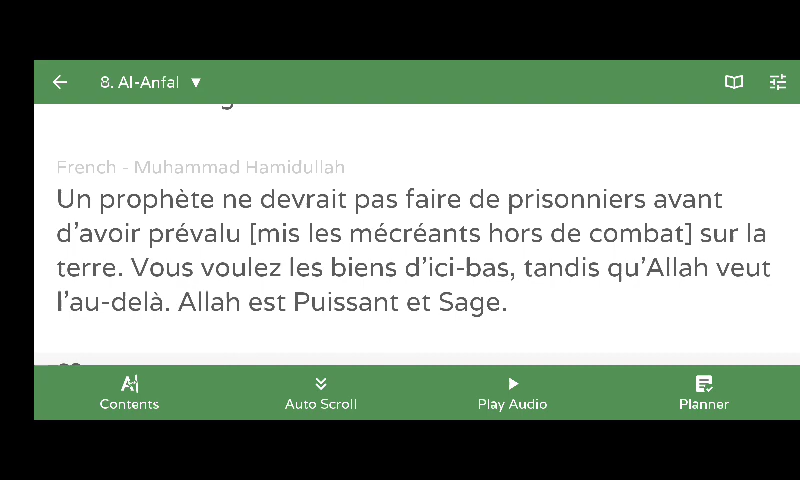 8. Al-Anfal ▼
French - Muhammad Hamidullah
Un prophète ne devrait pas faire de prisonniers avant
d'avoir prévalu [mis les mécréants hors de combat] sur la
terre. Vous voulez les biens d'ici-bas, tandis qu'Allah veut
l'au-delà. Allah est Puissant et Sage.
Contents
Auto Scroll
Play Audio
Planner